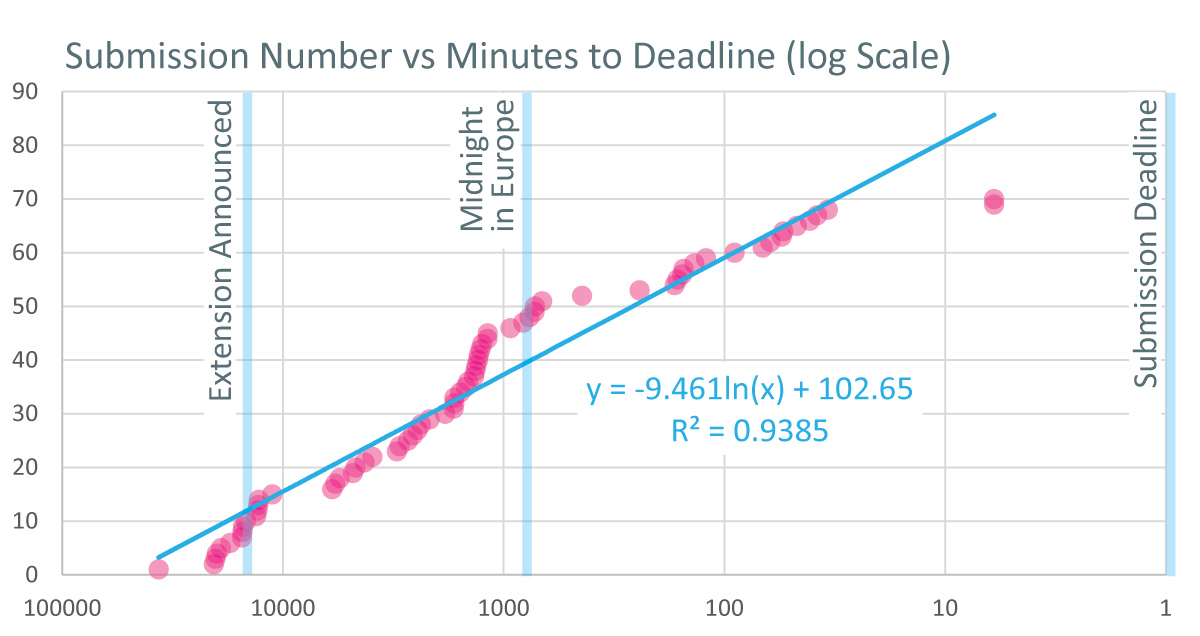 Submission Number vs Minutes to Deadline (log Scale)
90
80
70
60
50
40
30
20
10
0
Extension Announced
Midnight
in Europe
Submission Deadline
y = -9.461ln(x) + 102.65
R² = 0.9385
100000
10000
1000
100
10
1